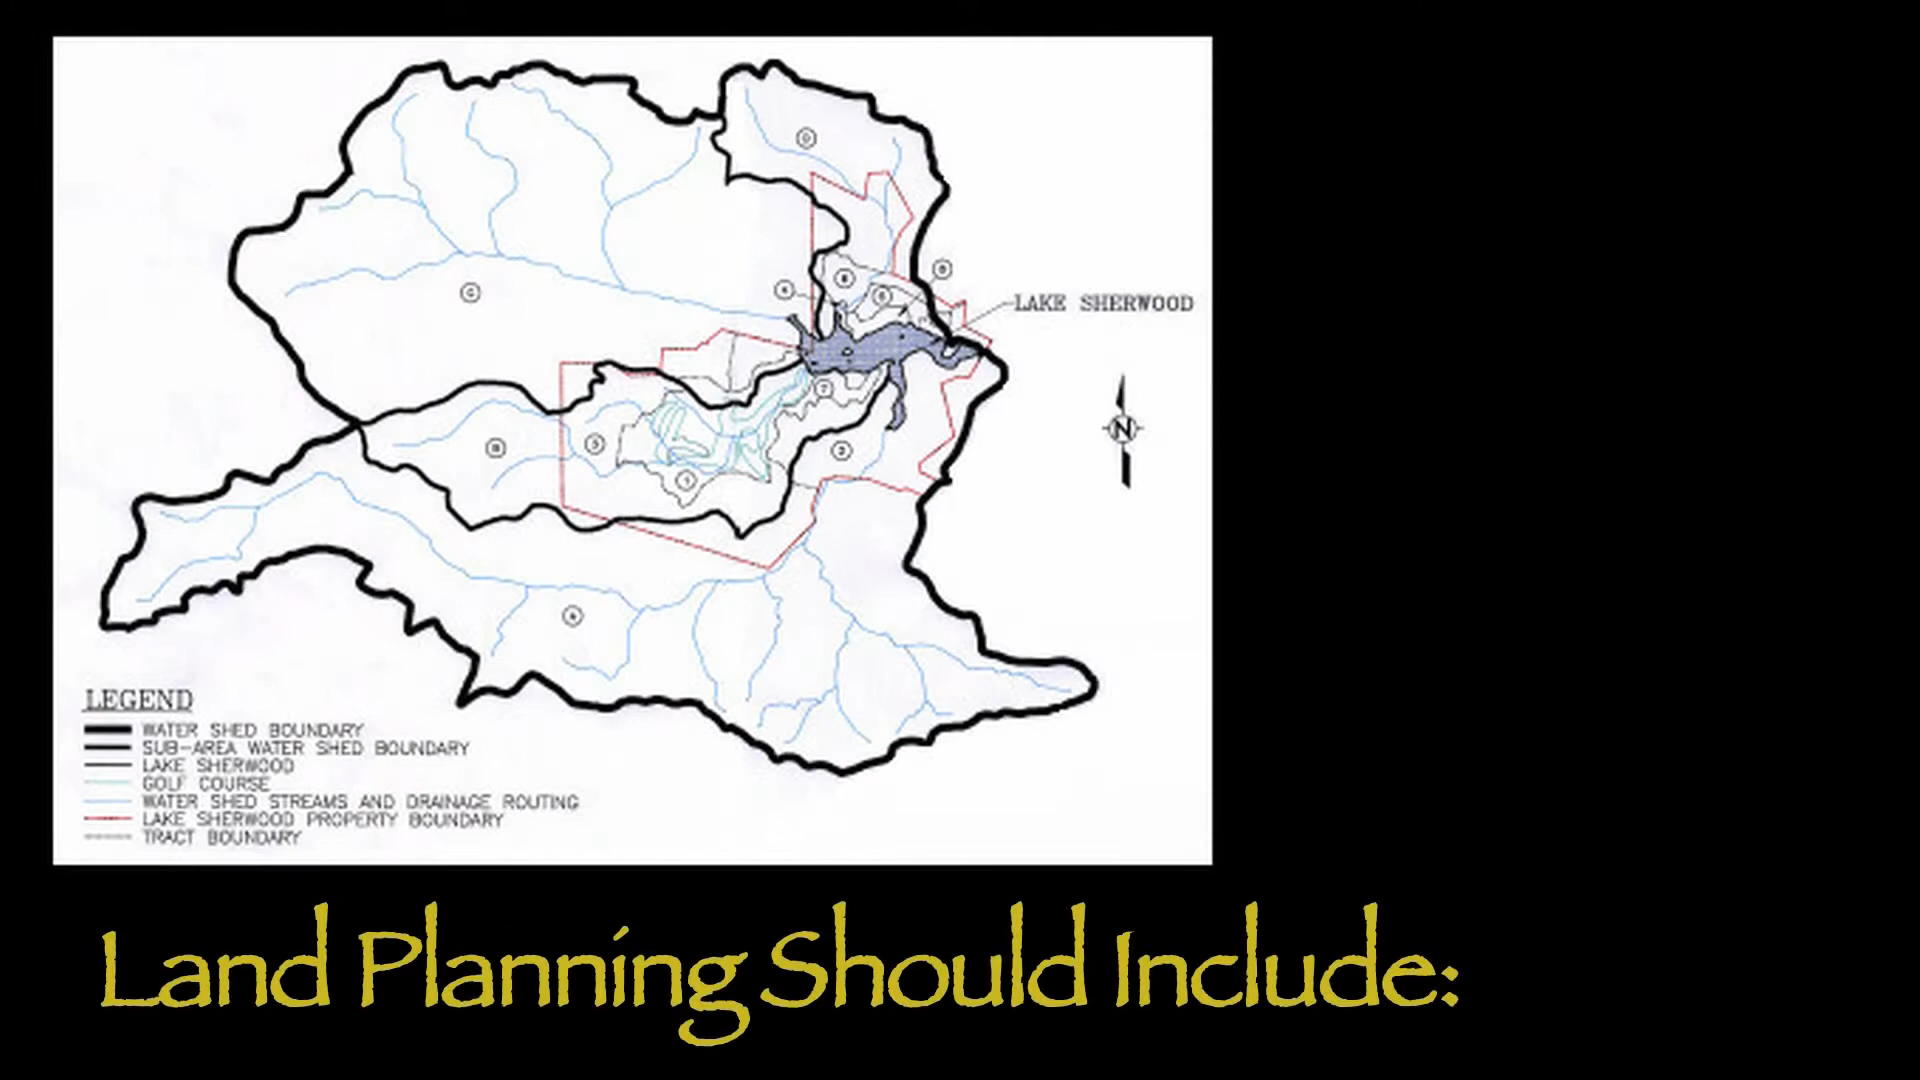 LAKE SHERWOOD
N
LEGEND
WATER SHED BOUNDARY
SUB-AREA WATER SHED BOUNDARY
LAKE SHERWOOD
GOLF COURSE
WATER SHED STREAMS AND DRAINAGE ROUTING
LAKE SHERWOOD PROPERTY BOUNDARY
TRACT BOUNDARY
Land Planning Should Include: